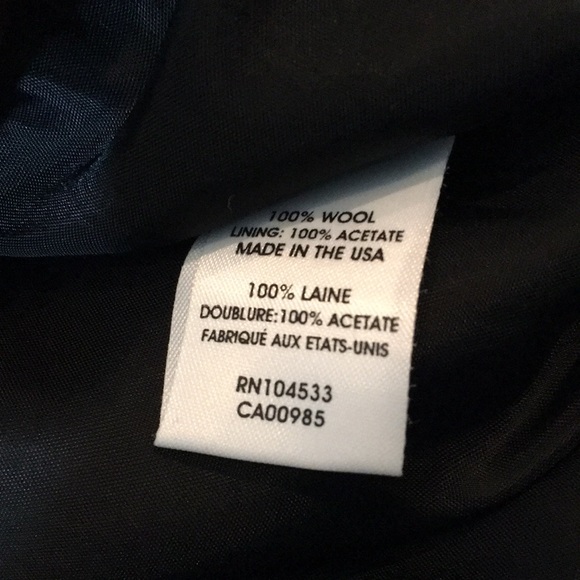 100% WOOL
LINING: 100% ACETATE
MADE IN THE USA
100% LAINE
DOUBLURE:100% ACETATE
FABRIQUÉ AUX ETATS-UNIS
RN104533
CA00985